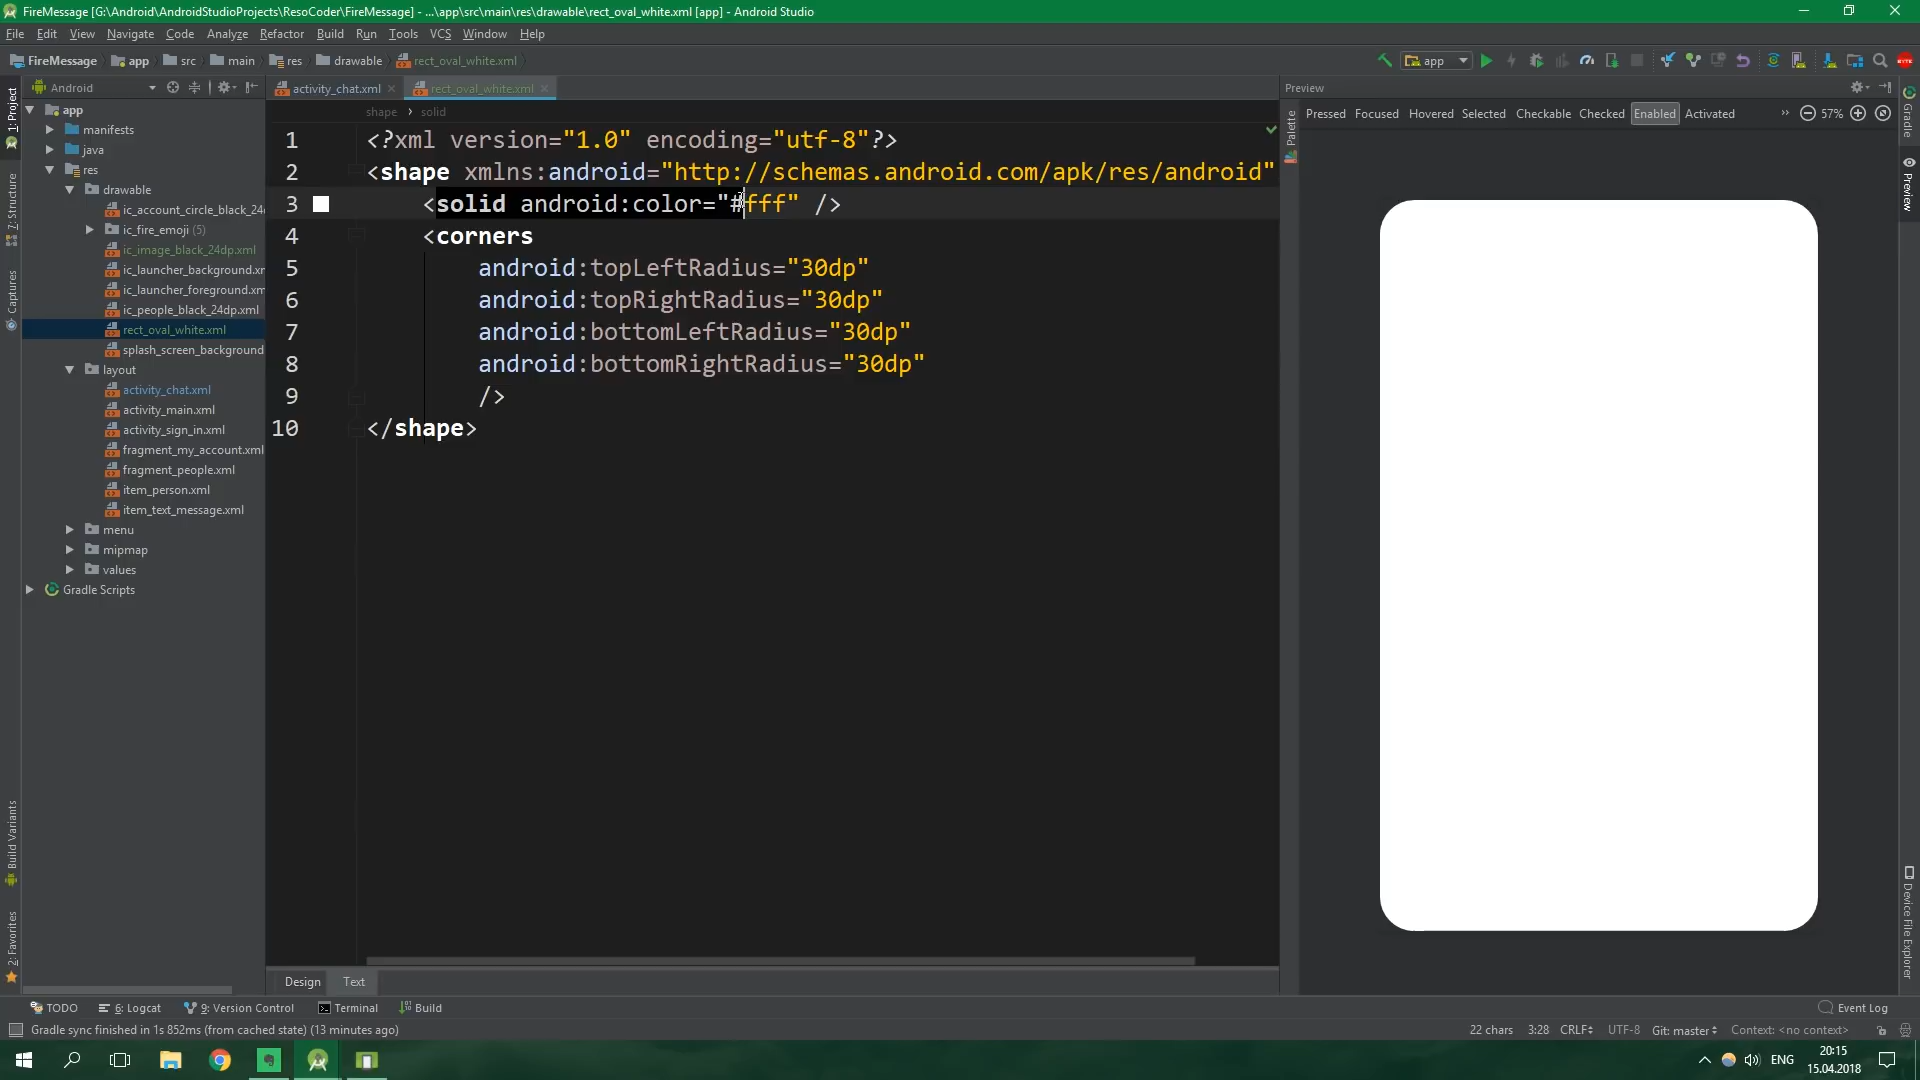 FireMessage [G:\Android\AndroidStudioProjects\ResoCoder\FireMessage] - ...\app\src\main\res\drawable\rect_oval_white.xml [app] - Android Studio
File Edit View Navigate Code Analyze Refactor Build Run Tools VCS Window Help
FireMessage app src main res drawable rect_oval_white.xml app
Android activity_chat.xml rect_oval_white.xml Preview
shape solid
Pressed Focused Hovered Selected Checkable Checked Enabled Activated 57%
1: Project
7: Structure
Captures
Build Variants
2: Favorites
app
manifests
java
res
drawable
ic_account_circle_black_24
ic_fire_emoji (5)
ic_image_black_24dp.xml
ic_launcher_background.xm
ic_launcher_foreground.xm
ic_people_black_24dp.xml
rect_oval_white.xml
splash_screen_background
layout
activity_chat.xml
activity_main.xml
activity_sign_in.xml
fragment_my_account.xml
fragment_people.xml
item_person.xml
item_text_message.xml
menu
mipmap
values
Gradle Scripts
1 <?xml version="1.0" encoding="utf-8"?>
2 <shape xmlns:android="http://schemas.android.com/apk/res/android"
3 <solid android:color="#fff" />
4 <corners
5 android:topLeftRadius="30dp"
6 android:topRightRadius="30dp"
7 android:bottomLeftRadius="30dp"
8 android:bottomRightRadius="30dp"
9 />
10 </shape>
Palette
Gradle
Preview
Device File Explorer
Design Text
TODO 6: Logcat 9: Version Control Terminal Build Event Log
Gradle sync finished in 1s 852ms (from cached state) (13 minutes ago) 22 chars 3:28 CRLF UTF-8 Git: master Context: <no context>
ENG 20:15
15.04.2018